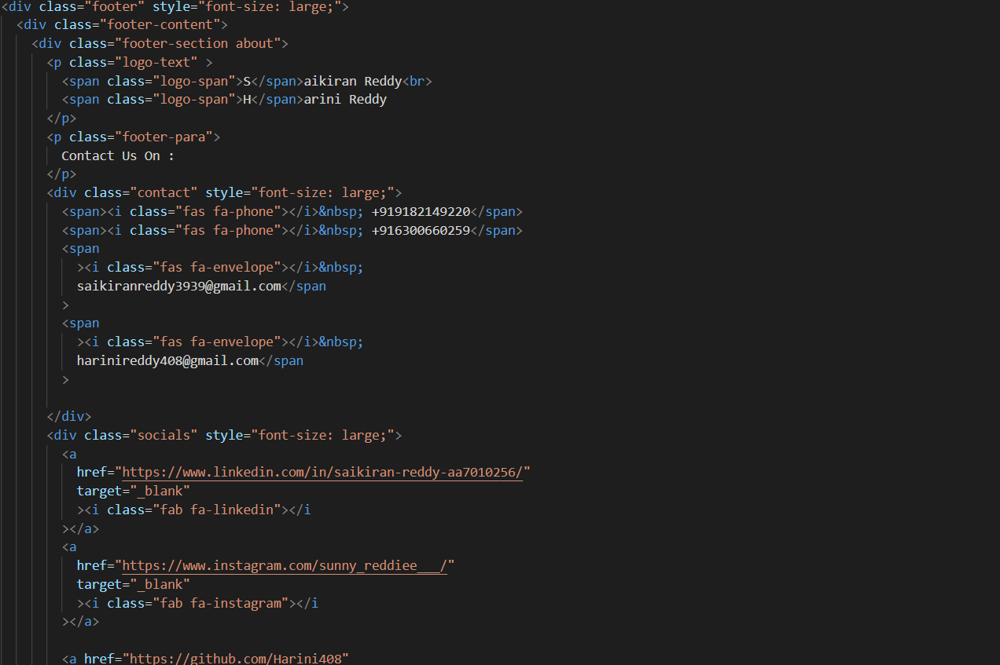 <div class="footer" style="font-size: large;">
<div class="footer-content">
<div class="footer-section about">
<p class="logo-text" >
<span class="logo-span">S</span>aikiran Reddy<br>
<span class="logo-span">H</span>arini Reddy
</p>
<p class="footer-para">
Contact Us On :
</p>
<div class="contact" style="font-size: large;">
<span><i class="fas fa-phone"></i>&nbsp; +919182149220</span>
<span><i class="fas fa-phone"></i>&nbsp; +916300660259</span>
<span
><i class="fas fa-envelope"></i>&nbsp;
saikiranreddy3939@gmail.com</span
>
<span
><i class="fas fa-envelope"></i>&nbsp;
harinireddy408@gmail.com</span
>
</div>
<div class="socials" style="font-size: large;">
<a
href="https://www.linkedin.com/in/saikiran-reddy-aa7010256/"
target="_blank"
><i class="fab fa-linkedin"></i
></a>
<a
href="https://www.instagram.com/sunny_reddiee___/"
target="_blank"
><i class="fab fa-instagram"></i
></a>
<a href="https://github.com/Harini408"